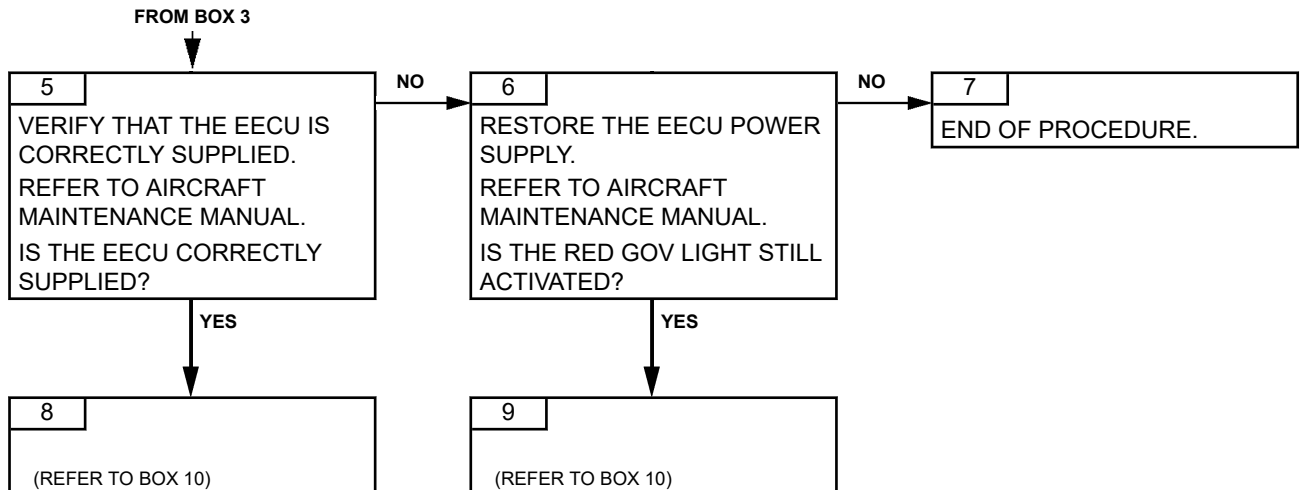 FROM BOX 3
5
VERIFY THAT THE EECU IS
CORRECTLY SUPPLIED.
REFER TO AIRCRAFT
MAINTENANCE MANUAL.
IS THE EECU CORRECTLY
SUPPLIED?
NO
6
RESTORE THE EECU POWER
SUPPLY.
REFER TO AIRCRAFT
MAINTENANCE MANUAL.
IS THE RED GOV LIGHT STILL
ACTIVATED?
NO
7
END OF PROCEDURE.
YES
YES
8
(REFER TO BOX 10)
9
(REFER TO BOX 10)